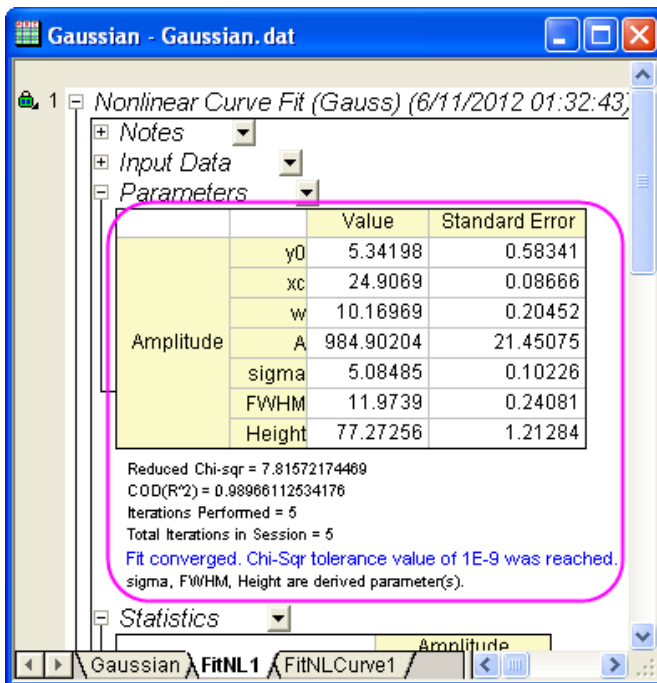 Gaussian - Gaussian.dat
1 Nonlinear Curve Fit (Gauss) (6/11/2012 01:32:43)
Notes
Input Data
Parameters
Value Standard Error
Amplitude
y0 5.34198 0.58341
xc 24.9069 0.08666
w 10.16969 0.20452
A 984.90204 21.45075
sigma 5.08485 0.10226
FWHM 11.9739 0.24081
Height 77.27256 1.21284
Reduced Chi-sqr = 7.81572174469
COD(R^2) = 0.98966112534176
Iterations Performed = 5
Total Iterations in Session = 5
Fit converged. Chi-Sqr tolerance value of 1E-9 was reached.
sigma, FWHM, Height are derived parameter(s).
Statistics
Amplitude
Gaussian FitNL1 FitNLCurve1